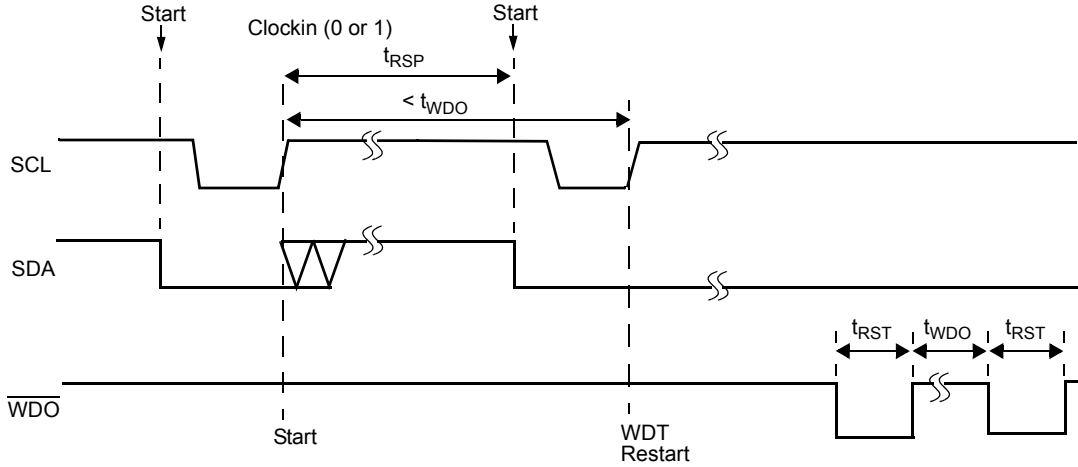 Start
Start
Clockin (0 or 1)
tRSP
< tWDO
SCL
SDA
tRST
tWDO
tRST
WDO
Start
WDT
Restart